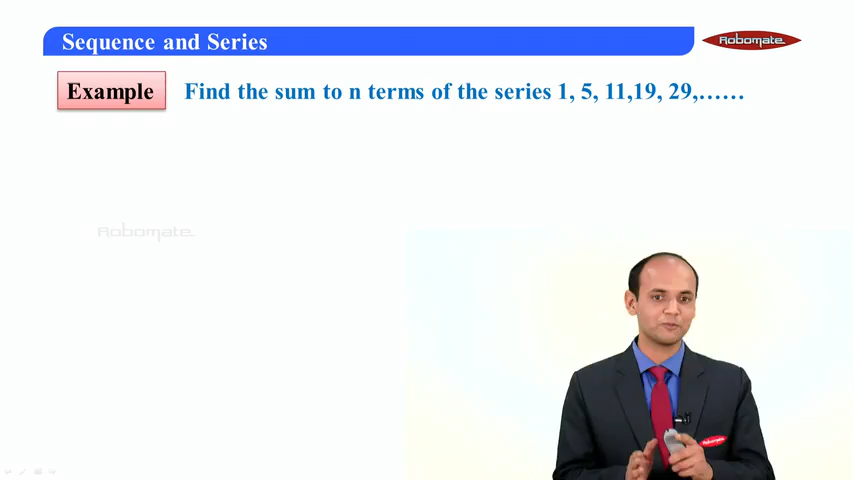 Sequence and Series
Robomate
Example
Find the sum to n terms of the series 1, 5, 11,19, 29,……
Robomate
Robomate